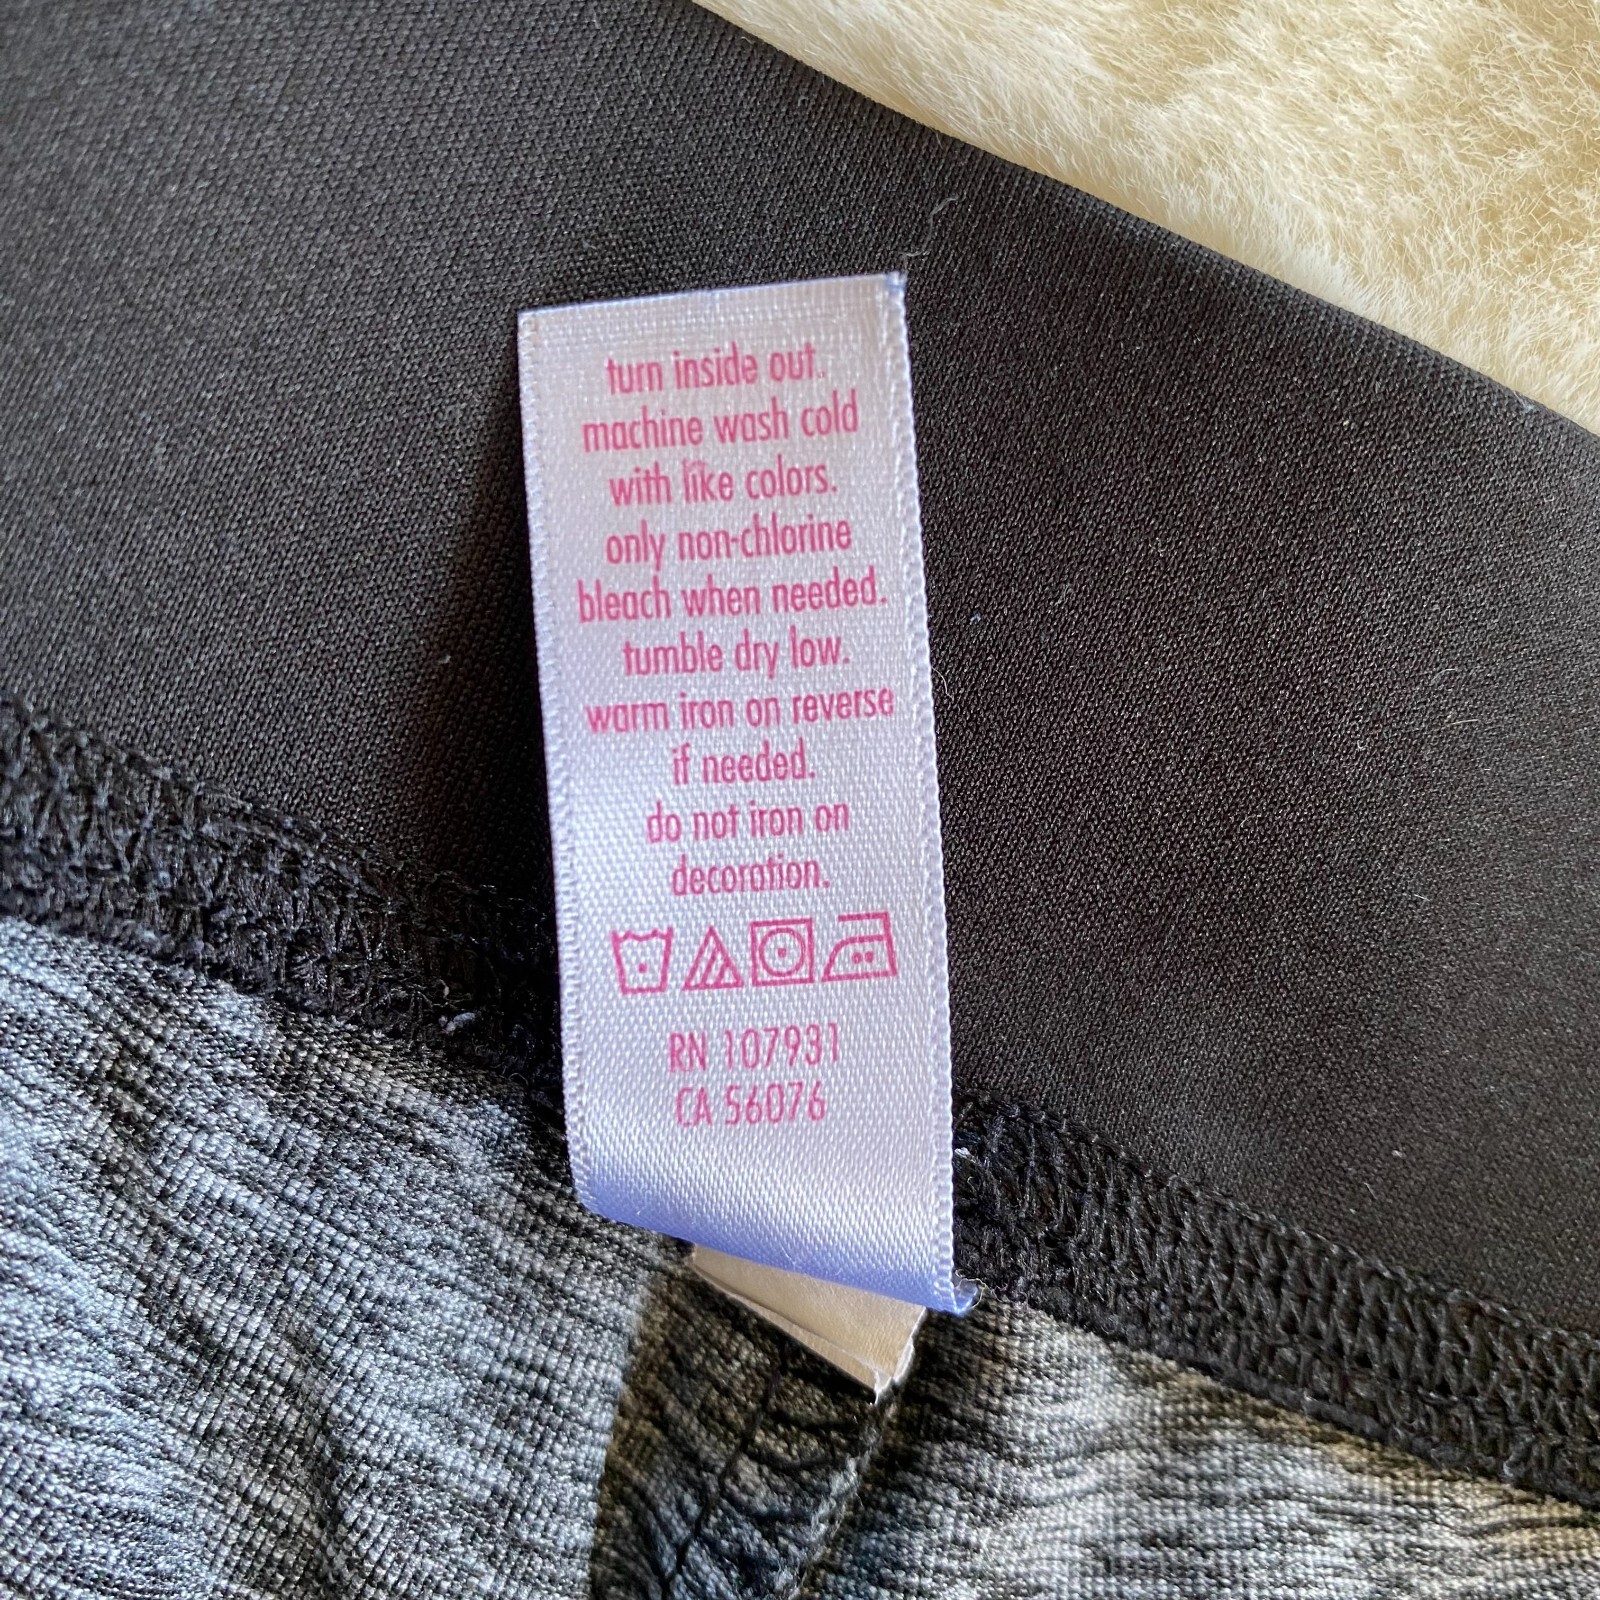 turn inside out.
machine wash cold
with like colors.
only non-chlorine
bleach when needed.
tumble dry low.
warm iron on reverse
if needed.
do not iron on
decoration.
RN 107931
CA 56076